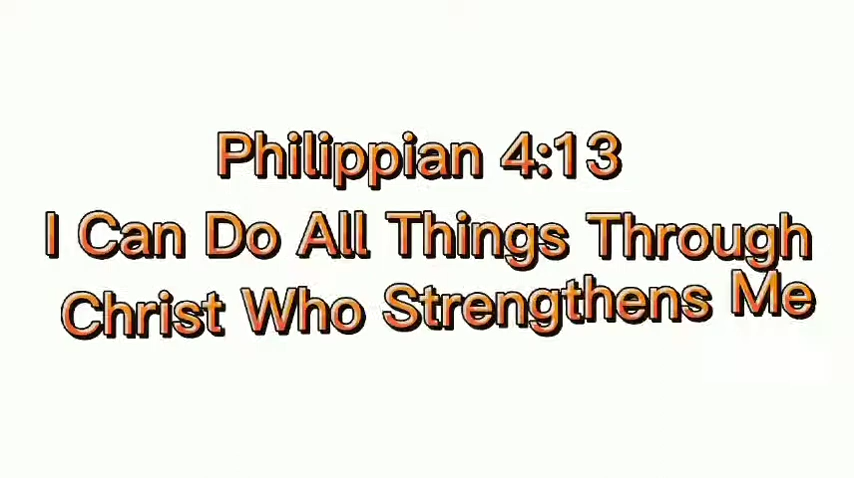 Philippian 4:13
I Can Do All Things Through
Christ Who Strengthens Me